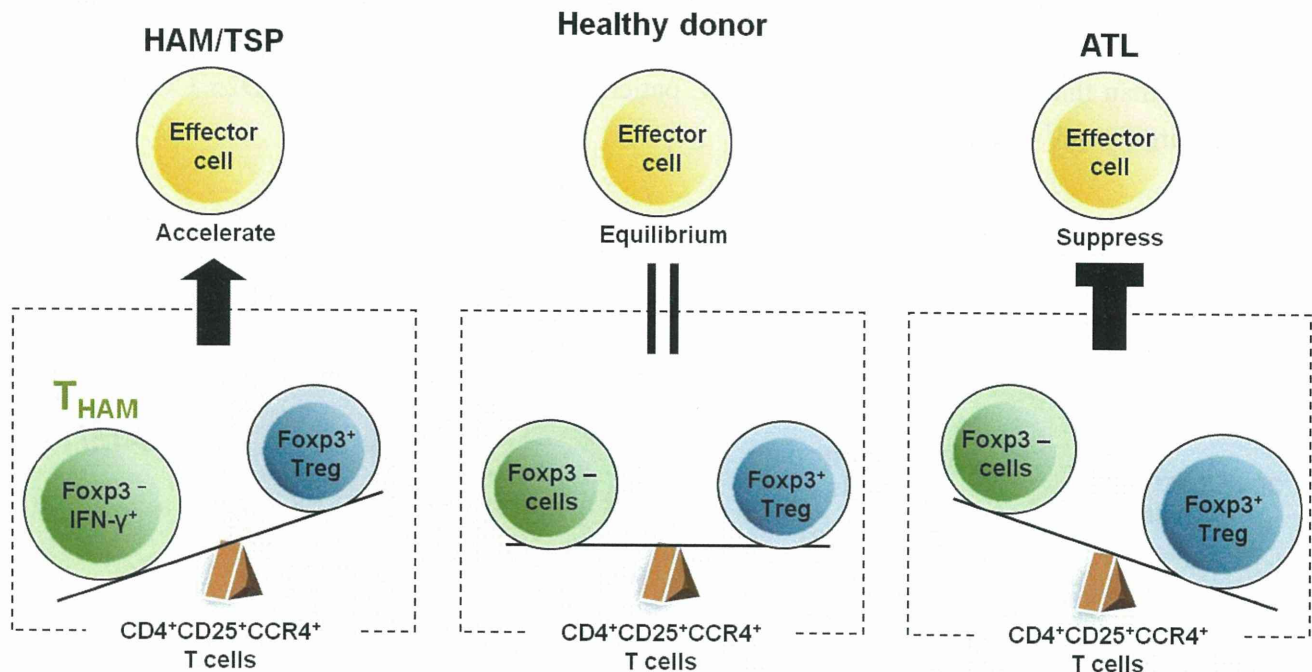 HAM/TSP
Effector
cell
Accelerate
T_HAM
Foxp3⁻
IFN-γ⁺
Foxp3⁺
Treg
CD4⁺CD25⁺CCR4⁺
T cells
Healthy donor
Effector
cell
Equilibrium
Foxp3 –
cells
Foxp3⁺
Treg
CD4⁺CD25⁺CCR4⁺
T cells
ATL
Effector
cell
Suppress
Foxp3 –
cells
Foxp3⁺
Treg
CD4⁺CD25⁺CCR4⁺
T cells